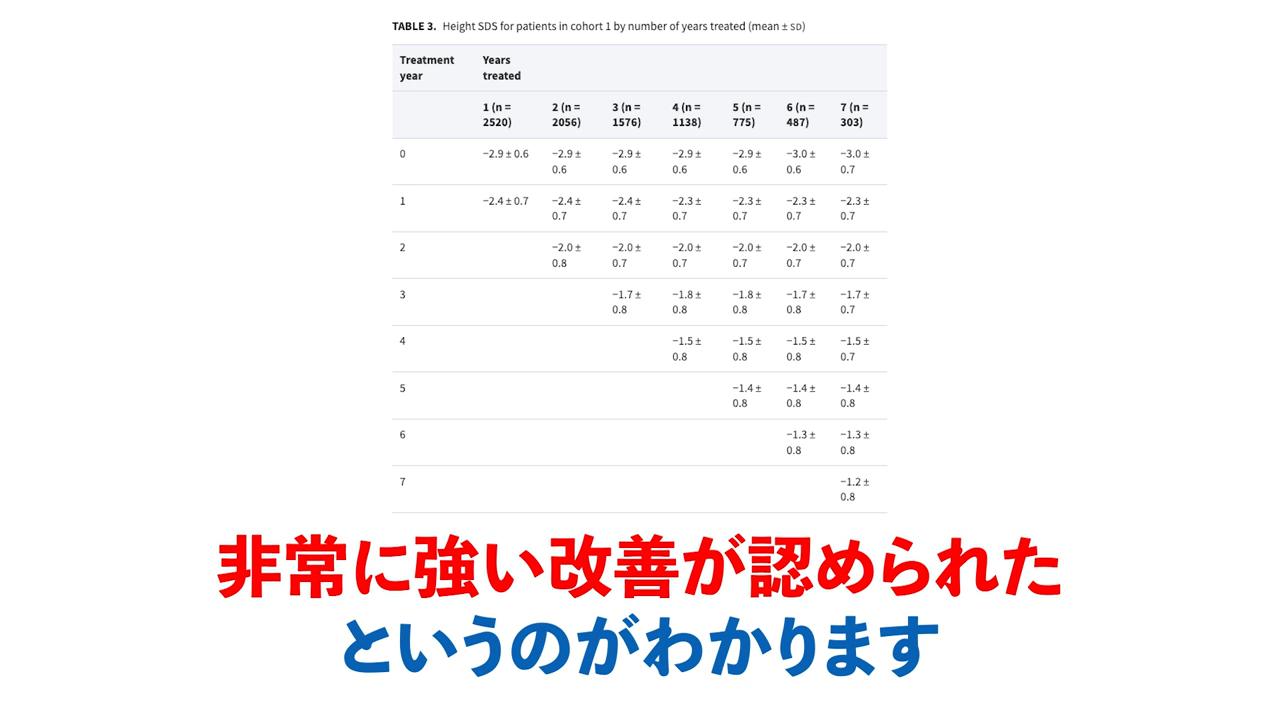 TABLE 3. Height SDS for patients in cohort 1 by number of years treated (mean ± SD)
Treatment year Years treated
1 (n = 2520) 2 (n = 2056) 3 (n = 1576) 4 (n = 1138) 5 (n = 775) 6 (n = 487) 7 (n = 303)
0 −2.9 ± 0.6 −2.9 ± 0.6 −2.9 ± 0.6 −2.9 ± 0.6 −2.9 ± 0.6 −3.0 ± 0.6 −3.0 ± 0.7
1 −2.4 ± 0.7 −2.4 ± 0.7 −2.4 ± 0.7 −2.3 ± 0.7 −2.3 ± 0.7 −2.3 ± 0.7 −2.3 ± 0.7
2 −2.0 ± 0.8 −2.0 ± 0.7 −2.0 ± 0.7 −2.0 ± 0.7 −2.0 ± 0.7 −2.0 ± 0.7
3 −1.7 ± 0.8 −1.8 ± 0.8 −1.8 ± 0.8 −1.7 ± 0.8 −1.7 ± 0.7
4 −1.5 ± 0.8 −1.5 ± 0.8 −1.5 ± 0.8 −1.5 ± 0.7
5 −1.4 ± 0.8 −1.4 ± 0.8 −1.4 ± 0.8
6 −1.3 ± 0.8 −1.3 ± 0.8
7 −1.2 ± 0.8
非常に強い改善が認められた
というのがわかります